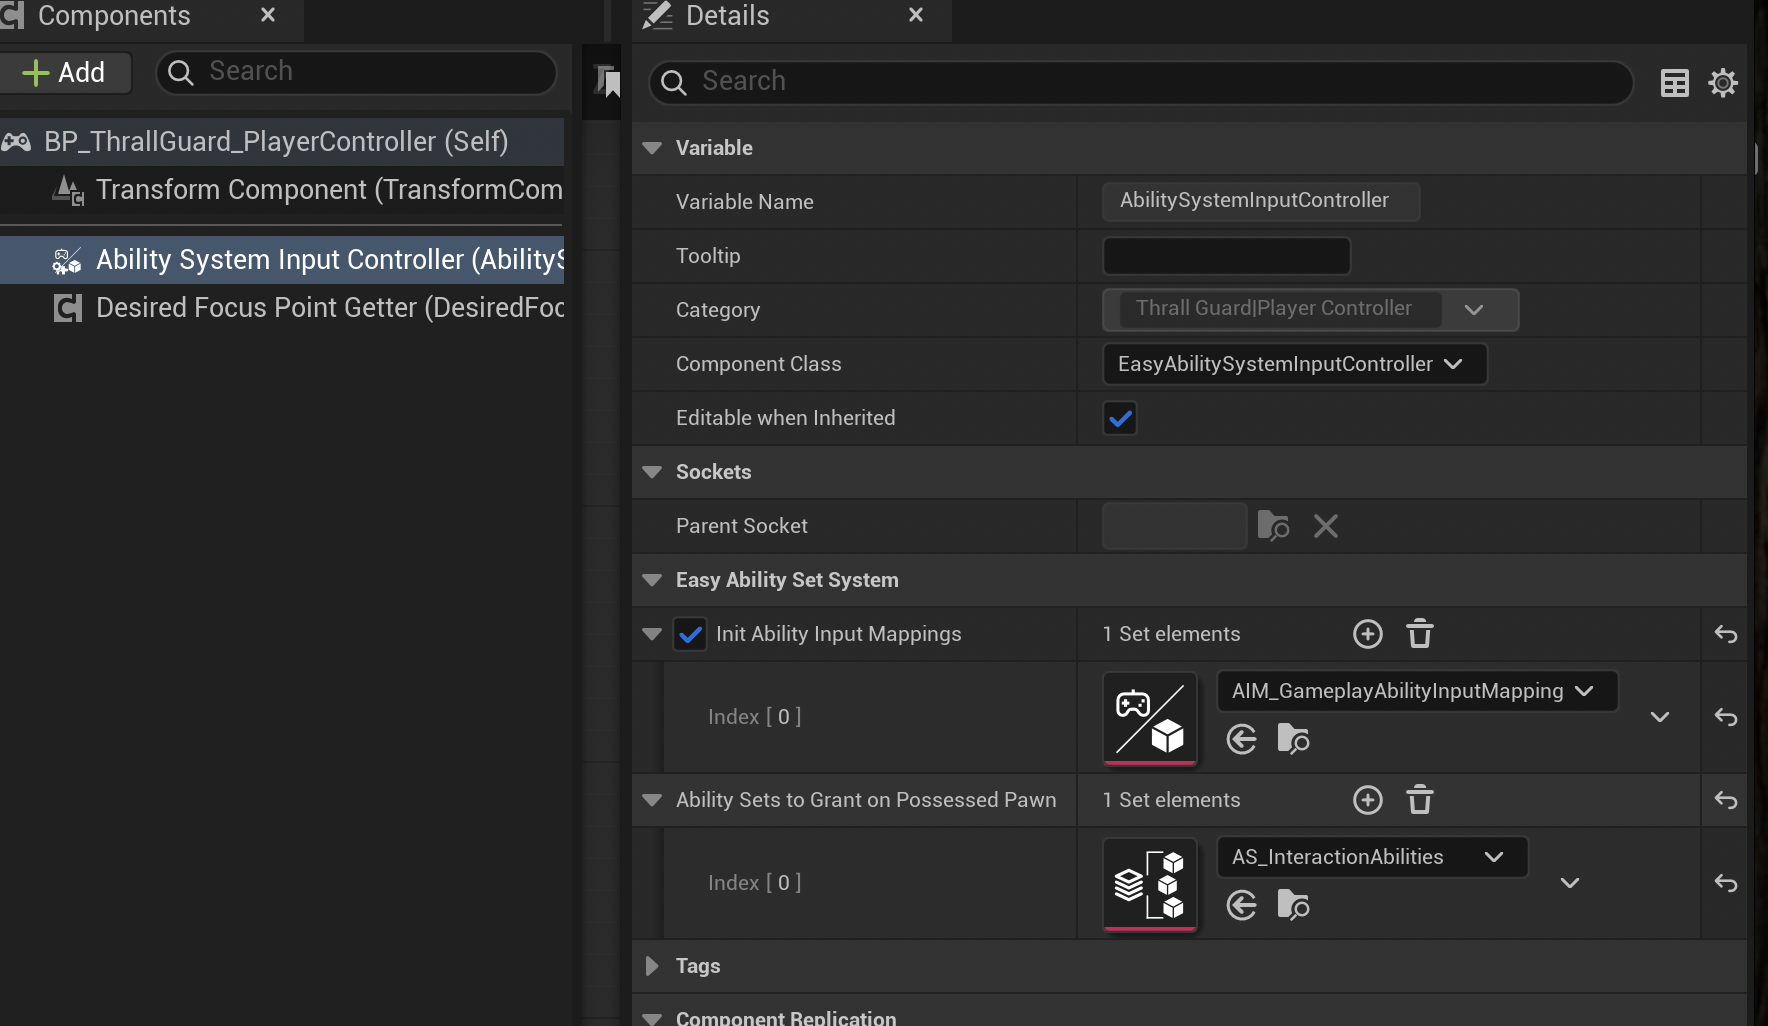 Components
Details
Add
Search
Search
BP_ThrallGuard_PlayerController (Self)
Transform Component (TransformCom
Ability System Input Controller (AbilityS
Desired Focus Point Getter (DesiredFoc
Variable
Variable Name
AbilitySystemInputController
Tooltip
Category
Thrall Guard|Player Controller
Component Class
EasyAbilitySystemInputController
Editable when Inherited
Sockets
Parent Socket
Easy Ability Set System
Init Ability Input Mappings
1 Set elements
Index [ 0 ]
AIM_GameplayAbilityInputMapping
Ability Sets to Grant on Possessed Pawn
1 Set elements
Index [ 0 ]
AS_InteractionAbilities
Tags
Component Replication